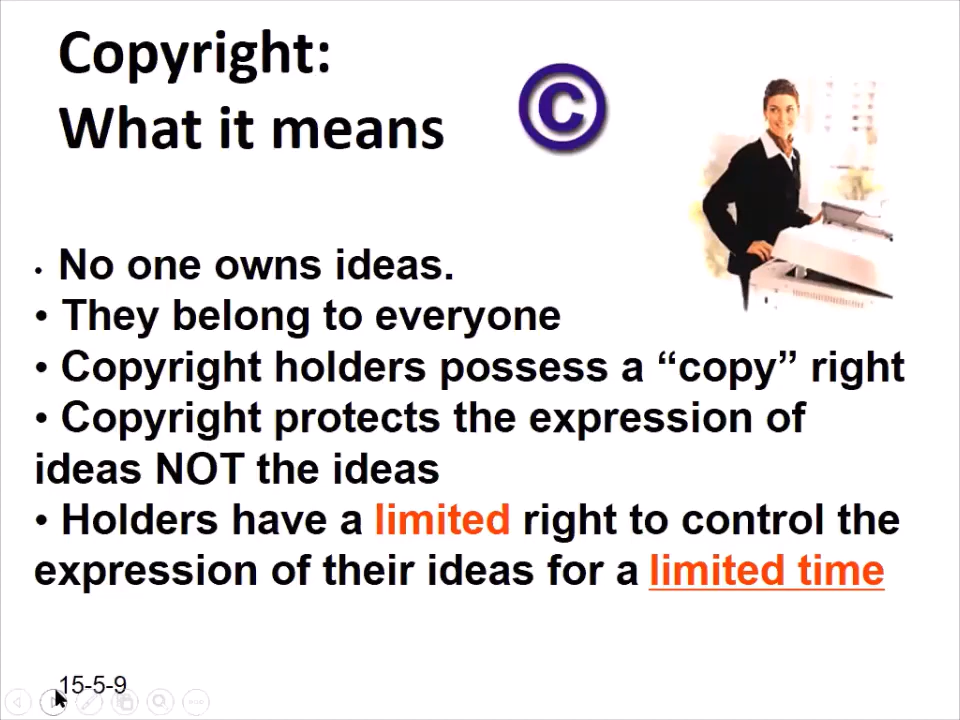 Copyright:
What it means
©
• No one owns ideas.
• They belong to everyone
• Copyright holders possess a “copy” right
• Copyright protects the expression of
ideas NOT the ideas
• Holders have a limited right to control the
expression of their ideas for a limited time
15-5-9